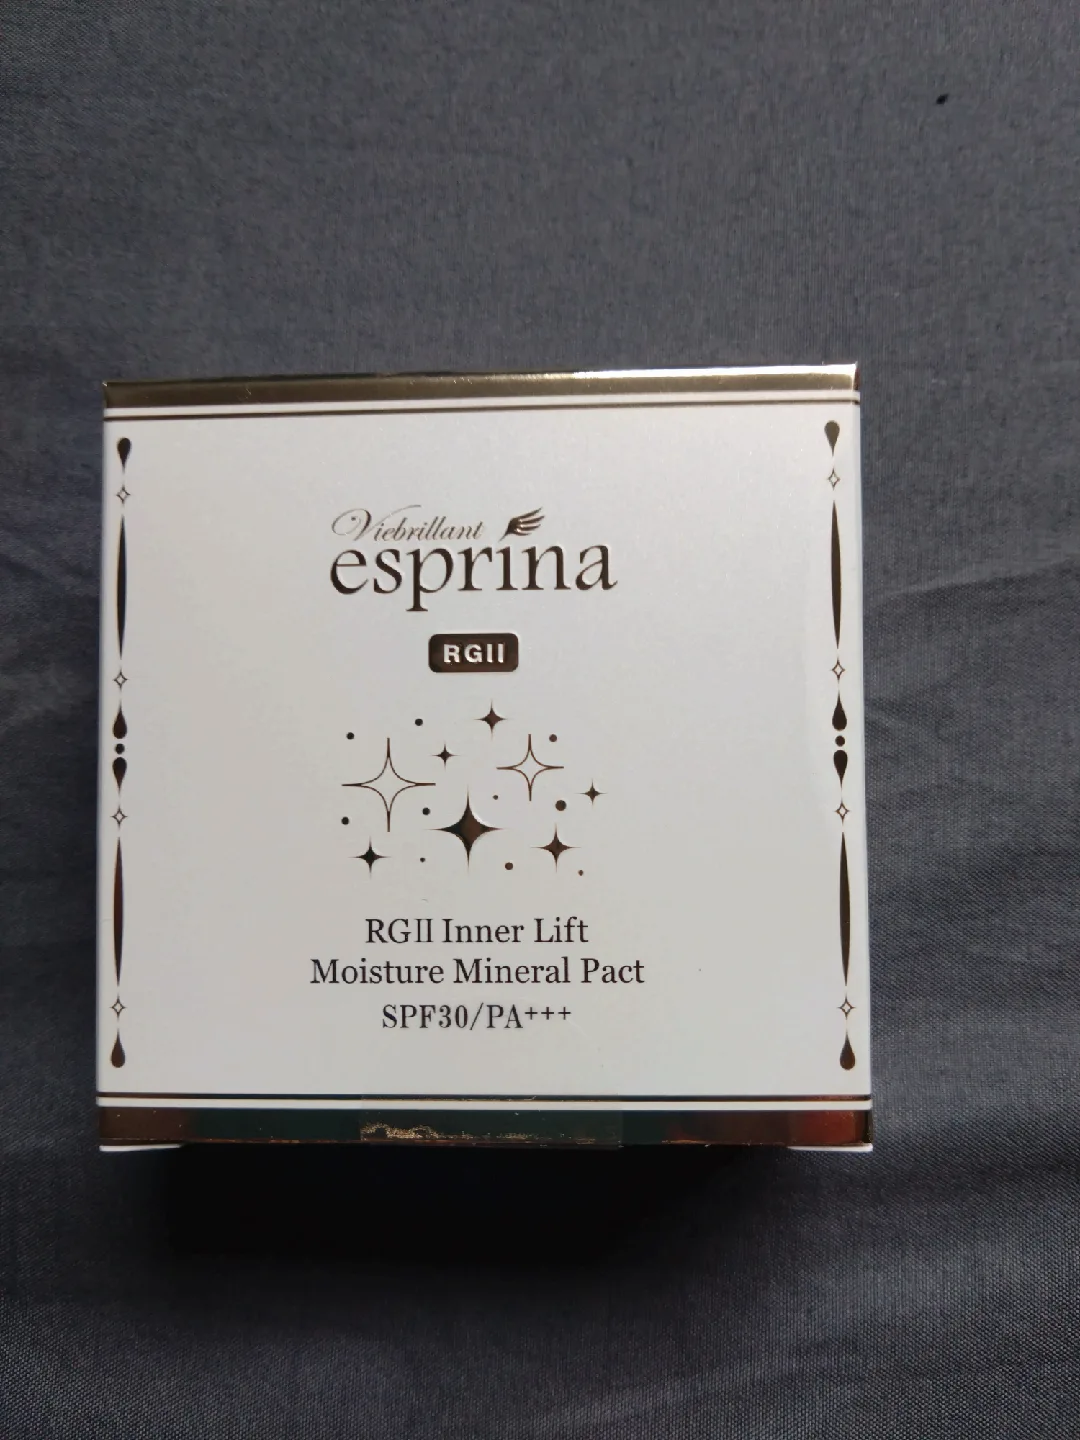 Viebrillant
esprina
RGII
RGⅡ Inner Lift
Moisture Mineral Pact
SPF30/PA+++